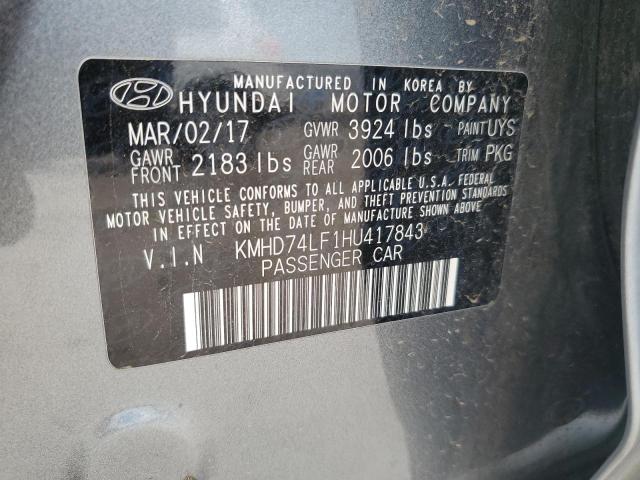 MANUFACTURED IN KOREA BY
HYUNDAI MOTOR COMPANY
MAR/02/17 GVWR 3924 lbs PAINT UYS
GAWR FRONT 2183 lbs GAWR REAR 2006 lbs TRIM PKG
THIS VEHICLE CONFORMS TO ALL APPLICABLE U.S.A. FEDERAL
MOTOR VEHICLE SAFETY, BUMPER, AND THEFT PREVENTION STANDARDS
IN EFFECT ON THE DATE OF MANUFACTURE SHOWN ABOVE.
V.I.N KMHD74LF1HU417843
PASSENGER CAR